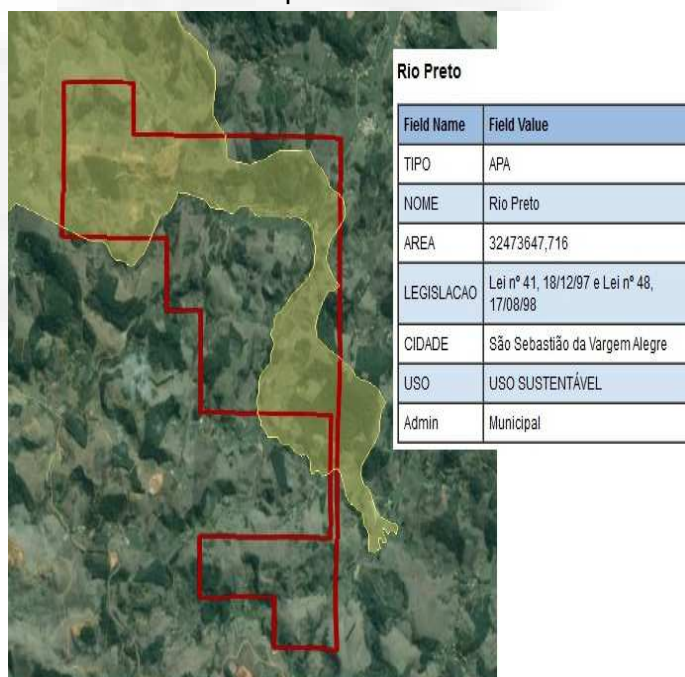 Rio Preto
Field Name Field Value
TIPO APA
NOME Rio Preto
AREA 32473647,716
LEGISLACAO Lei nº 41, 18/12/97 e Lei nº 48,
17/08/98
CIDADE São Sebastião da Vargem Alegre
USO USO SUSTENTÁVEL
Admin Municipal